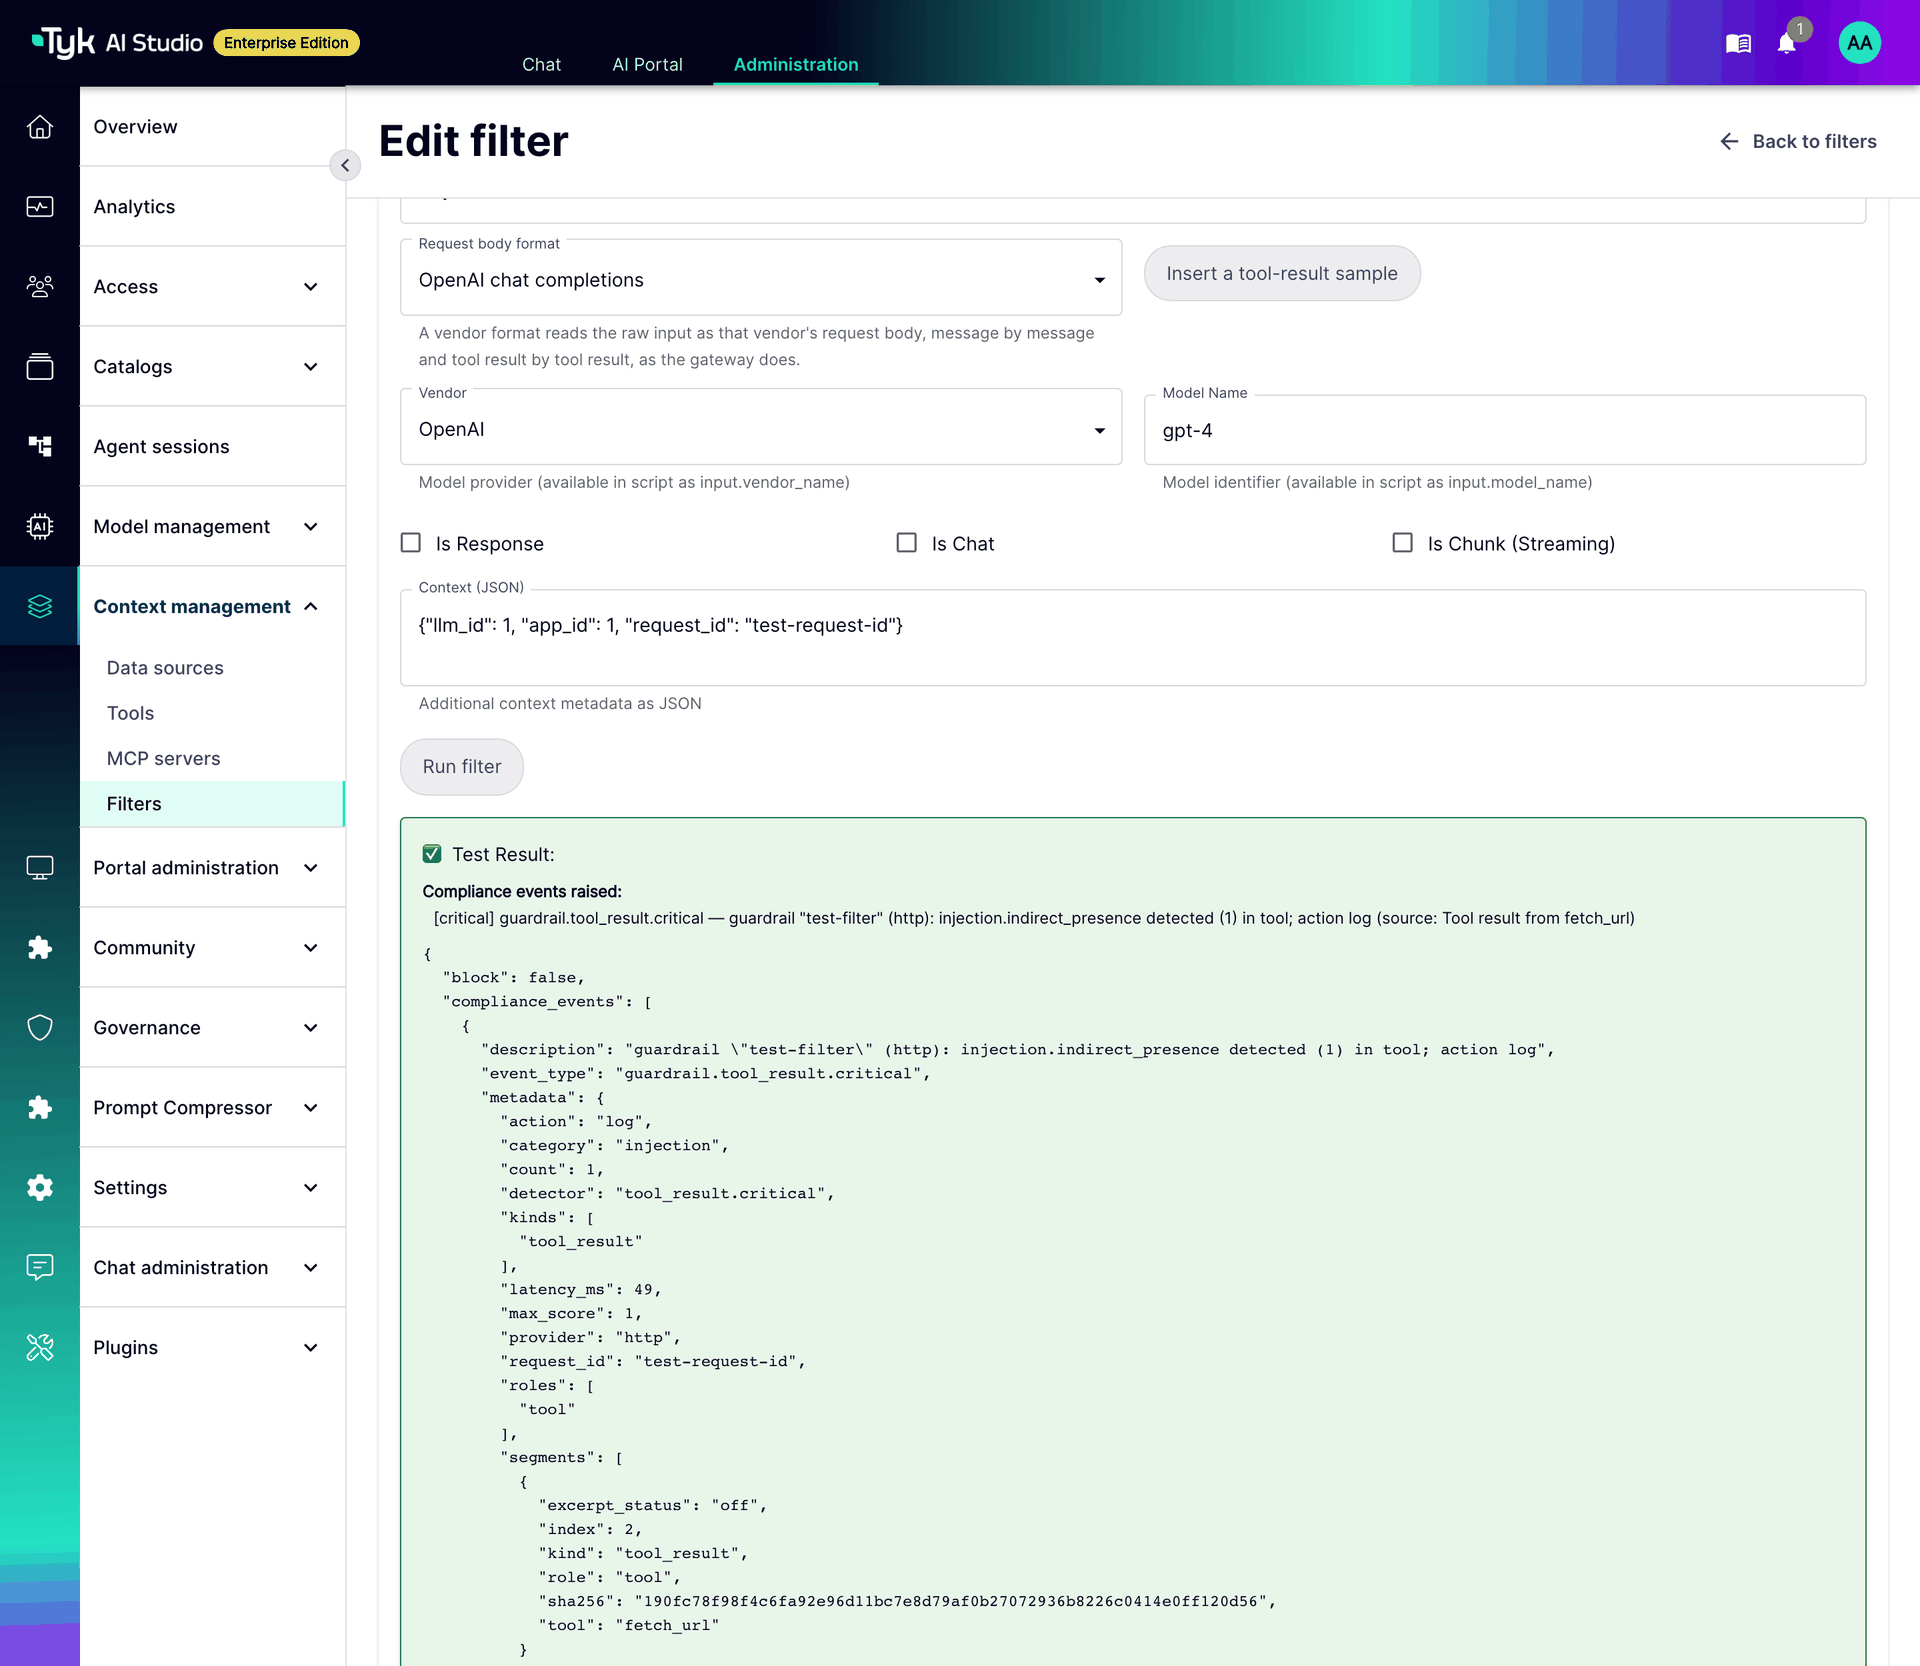 Tyk AI Studio Enterprise Edition
Chat
AI Portal
Administration
1
AA
Overview
Analytics
Access
Catalogs
Agent sessions
Model management
Context management
Data sources
Tools
MCP servers
Filters
Portal administration
Community
Governance
Prompt Compressor
Settings
Chat administration
Plugins
Edit filter
Back to filters
Request body format
OpenAI chat completions
Insert a tool-result sample
A vendor format reads the raw input as that vendor's request body, message by message
and tool result by tool result, as the gateway does.
Vendor
OpenAI
Model provider (available in script as input.vendor_name)
Model Name
gpt-4
Model identifier (available in script as input.model_name)
Is Response
Is Chat
Is Chunk (Streaming)
Context (JSON)
{"llm_id": 1, "app_id": 1, "request_id": "test-request-id"}
Additional context metadata as JSON
Run filter
Test Result:
Compliance events raised:
[critical] guardrail.tool_result.critical — guardrail "test-filter" (http): injection.indirect_presence detected (1) in tool; action log (source: Tool result from fetch_url)
{
"block": false,
"compliance_events": [
{
"description": "guardrail \"test-filter\" (http): injection.indirect_presence detected (1) in tool; action log",
"event_type": "guardrail.tool_result.critical",
"metadata": {
"action": "log",
"category": "injection",
"count": 1,
"detector": "tool_result.critical",
"kinds": [
"tool_result"
],
"latency_ms": 49,
"max_score": 1,
"provider": "http",
"request_id": "test-request-id",
"roles": [
"tool"
],
"segments": [
{
"excerpt_status": "off",
"index": 2,
"kind": "tool_result",
"role": "tool",
"sha256": "190fc78f98f4c6fa92e96d11bc7e8d79af0b27072936b8226c0414e0ff120d56",
"tool": "fetch_url"
}